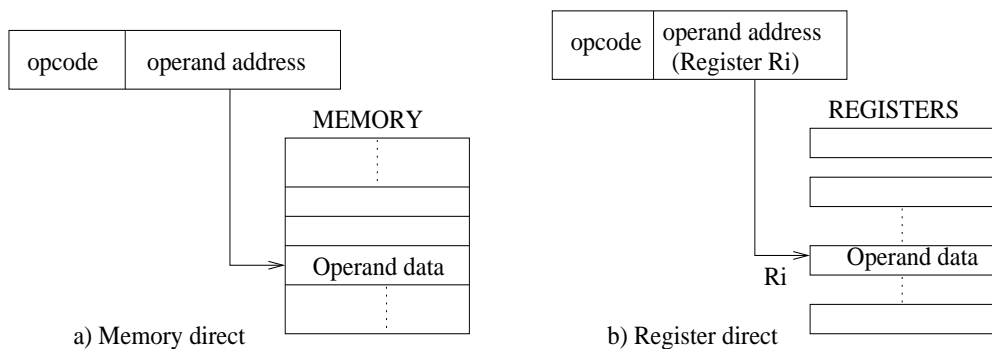 opcode
operand address
MEMORY
Operand data
a) Memory direct
opcode
operand address
(Register Ri)
REGISTERS
Operand data
Ri
b) Register direct